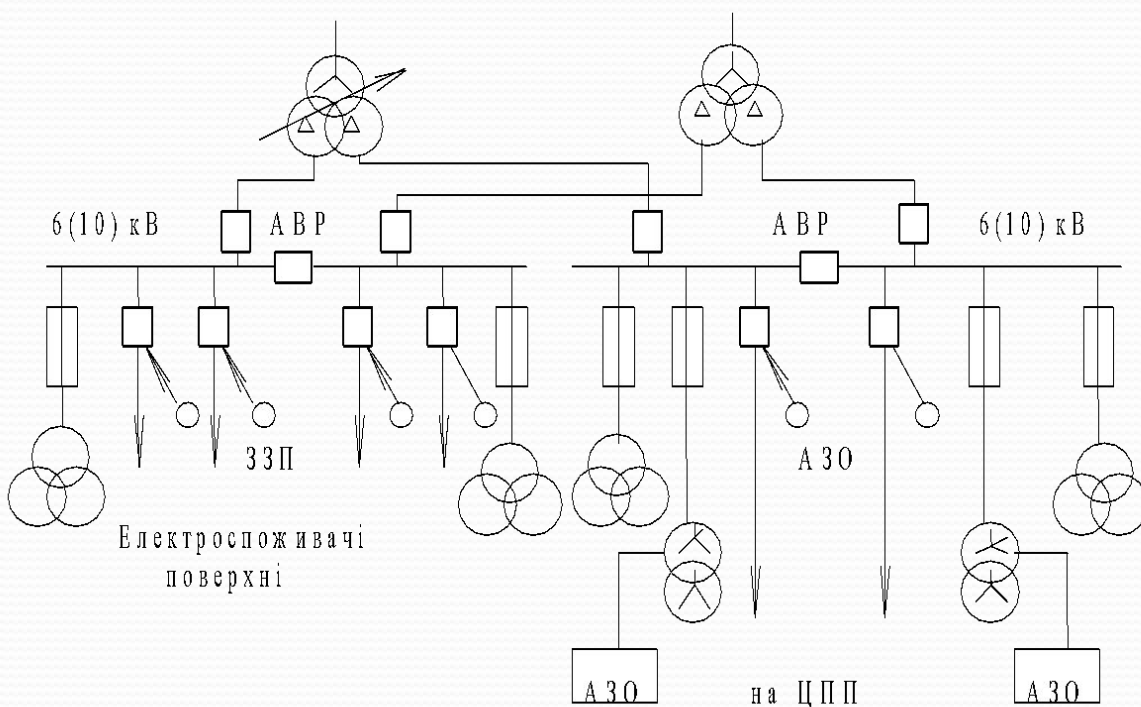 6(10) кВ
АВР
АВР
6(10) кВ
ЗЗП
АЗО
Електроспоживачі
поверхні
АЗО
на ЦПП
АЗО